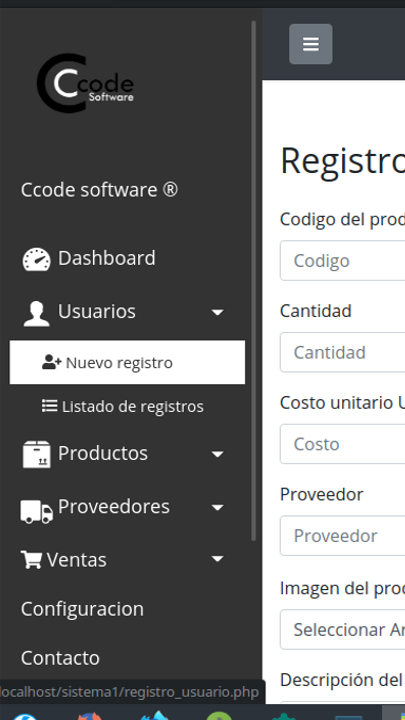 Ccode
Software
Ccode software ®
Dashboard
Usuarios
Nuevo registro
Listado de registros
Productos
Proveedores
Ventas
Configuracion
Contacto
localhost/sistema1/registro_usuario.php
Registro
Codigo del prod
Codigo
Cantidad
Cantidad
Costo unitario U
Costo
Proveedor
Proveedor
Imagen del prod
Seleccionar Ar
Descripción del